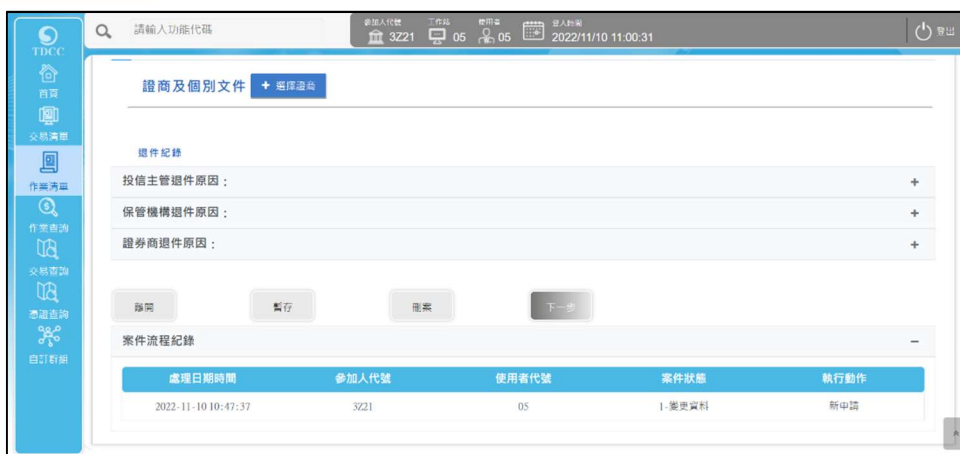 TDCC
請輸入功能代碼
參加人代號 工作站 使用者 登入時間
3Z21 05 05 2022/11/10 11:00:31
登出
首頁
交易清單
作業清單
作業查詢
交易查詢
憑證查詢
自訂群組
證商及個別文件 + 選擇證商
退件紀錄
投信主管退件原因： +
保管機構退件原因： +
證券商退件原因： +
離開 暫存 刪案 下一步
案件流程紀錄 −
處理日期時間 參加人代號 使用者代號 案件狀態 執行動作
2022-11-10 10:47:37 3Z21 05 1-變更資料 新申請